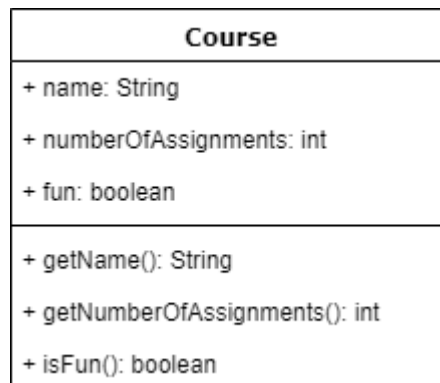 Course
+ name: String
+ numberOfAssignments: int
+ fun: boolean
+ getName(): String
+ getNumberOfAssignments(): int
+ isFun(): boolean